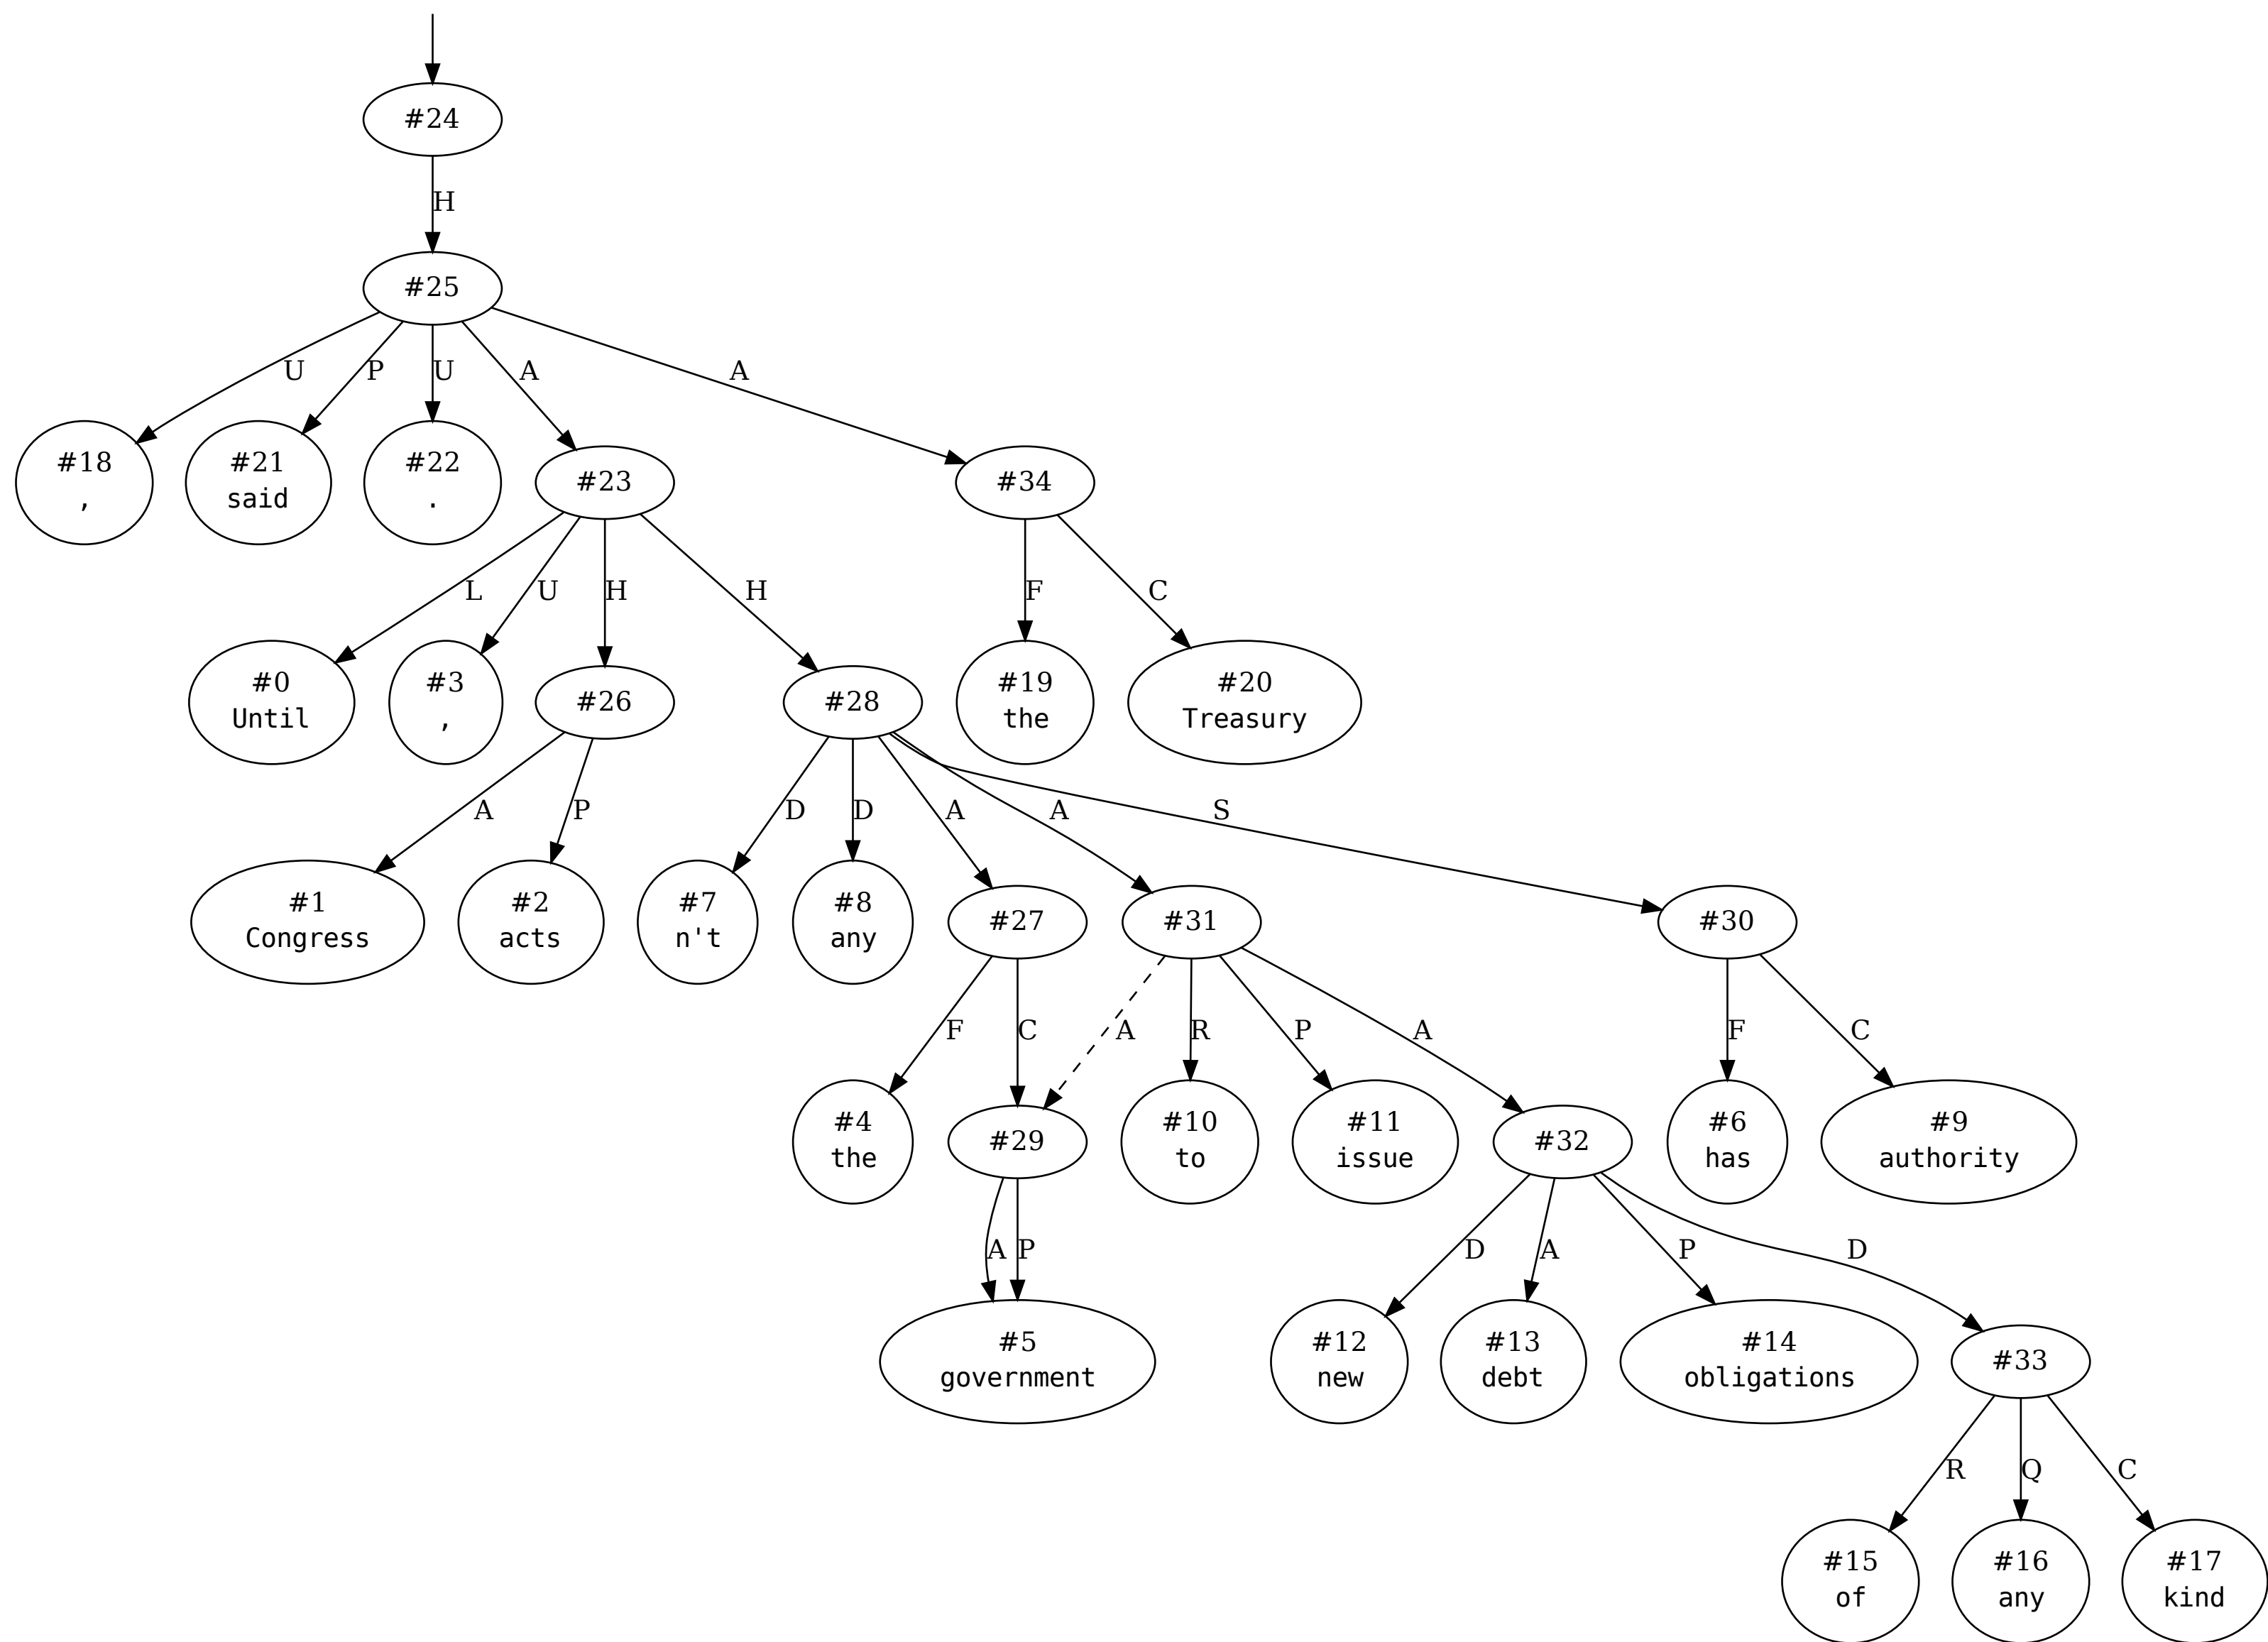 #24
H
#25
U P U A A
#18 #21 #22 #23 #34
, said .
L U H H F C
#0 #3 #26 #28 #19 #20
Until , the Treasury
A P D D A A S
#1 #2 #7 #8 #27 #31 #30
Congress acts n't any
F C A R P A F C
#4 #29 #10 #11 #32 #6 #9
the to issue has authority
A P D A P D
#5 #12 #13 #14 #33
government new debt obligations
R Q C
#15 #16 #17
of any kind